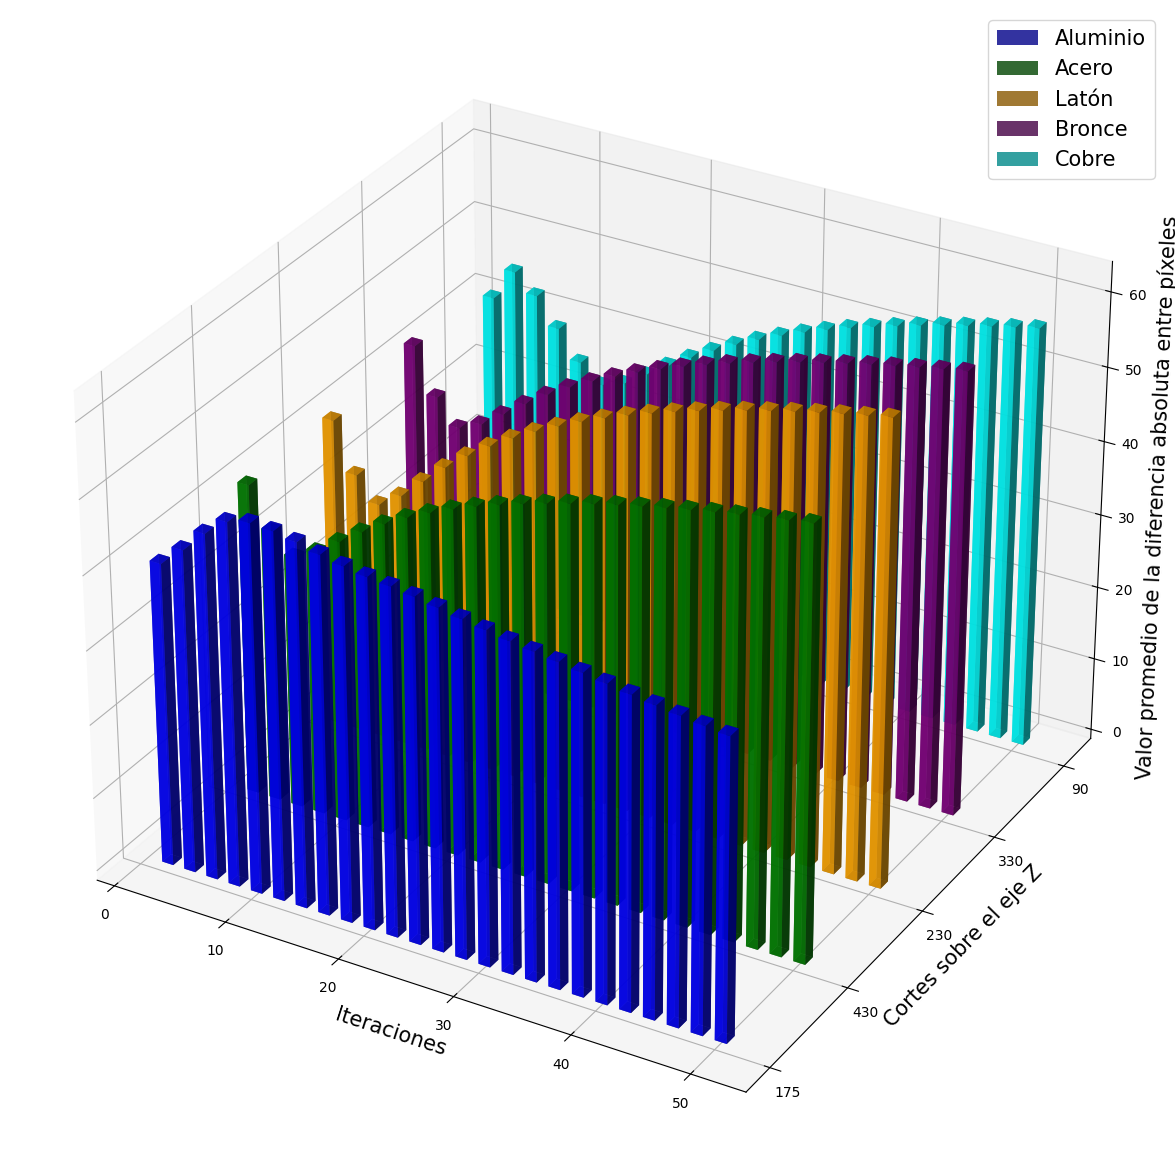 Aluminio
Acero
Latón
Bronce
Cobre
60
50
40
30
20
10
0
Valor promedio de la diferencia absoluta entre píxeles
90
330
230
430
175
Cortes sobre el eje Z
0
10
20
30
40
50
Iteraciones